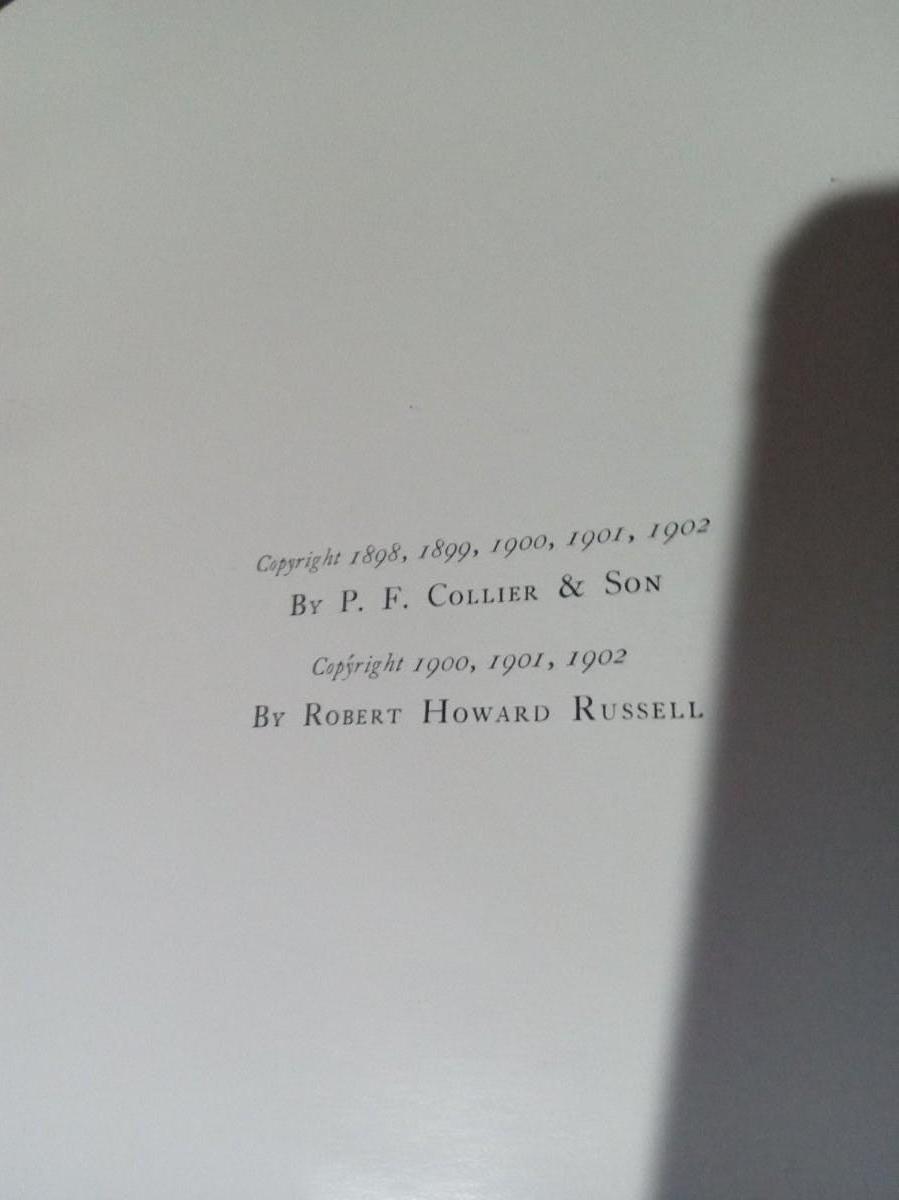 Copyright 1898, 1899, 1900, 1901, 1902
By P. F. Collier & Son
Copyright 1900, 1901, 1902
By Robert Howard Russell